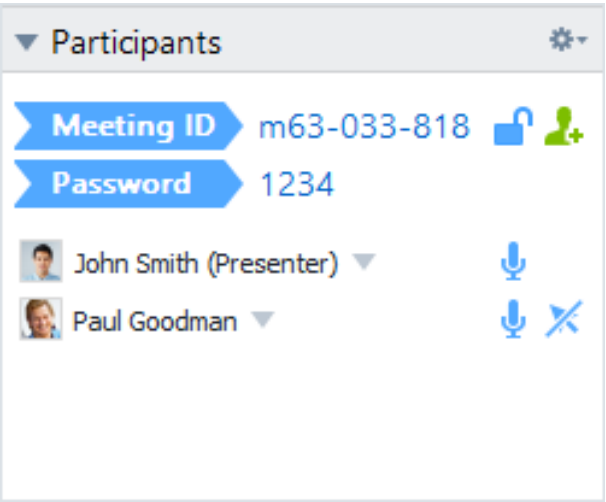 Participants
Meeting ID m63-033-818
Password 1234
John Smith (Presenter)
Paul Goodman